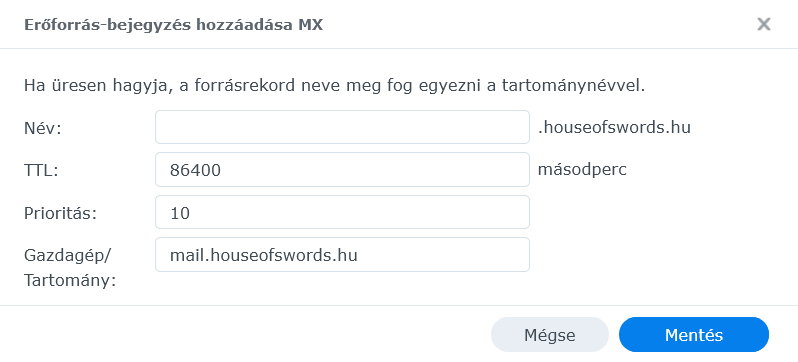 Erőforrás-bejegyzés hozzáadása MX
Ha üresen hagyja, a forrásrekord neve meg fog egyezni a tartománynévvel.
Név: .houseofswords.hu
TTL: 86400 másodperc
Prioritás: 10
Gazdagép/ mail.houseofswords.hu
Tartomány:
Mégse Mentés